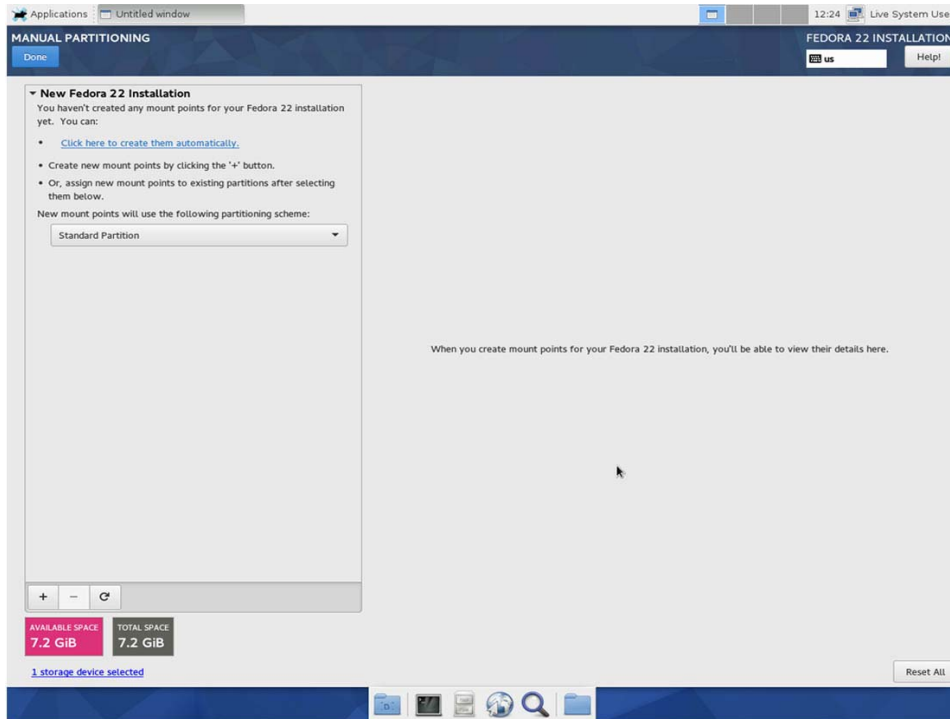 Applications
Untitled window
12:24
Live System Use
MANUAL PARTITIONING
Done
FEDORA 22 INSTALLATION
us
Help!
New Fedora 22 Installation
You haven't created any mount points for your Fedora 22 installation
yet. You can:
• Click here to create them automatically.
• Create new mount points by clicking the '+' button.
• Or, assign new mount points to existing partitions after selecting
them below.
New mount points will use the following partitioning scheme:
Standard Partition
When you create mount points for your Fedora 22 installation, you'll be able to view their details here.
+ −
AVAILABLE SPACE
7.2 GiB
TOTAL SPACE
7.2 GiB
1 storage device selected
Reset All